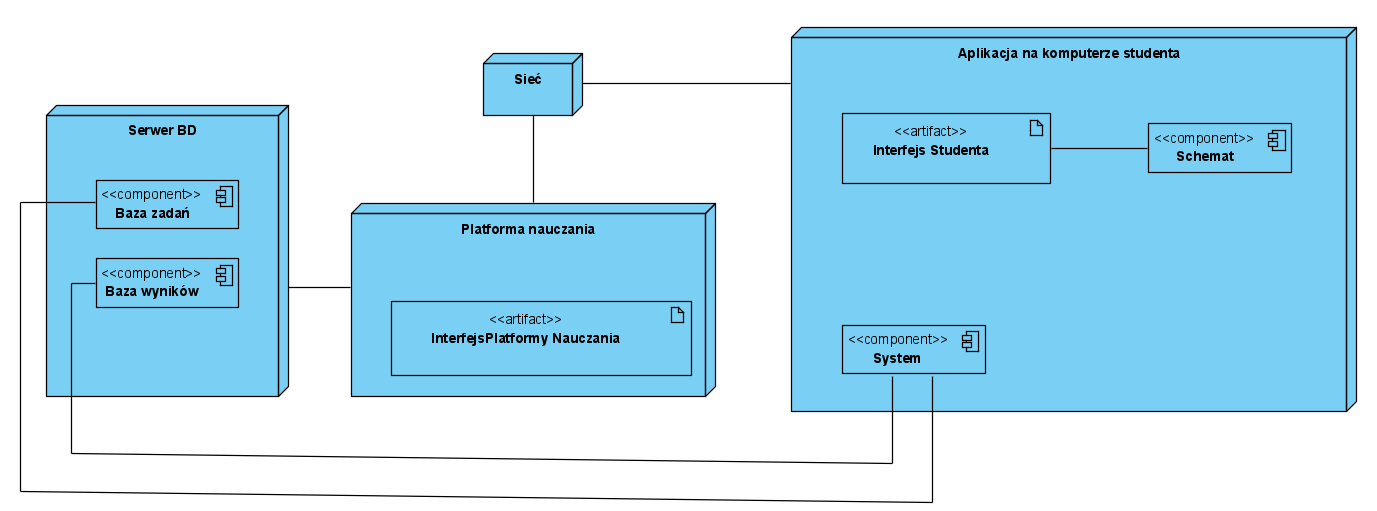 Serwer BD
<<component>>
Baza zadań
<<component>>
Baza wyników
Sieć
Platforma nauczania
<<artifact>>
InterfejsPlatformy Nauczania
Aplikacja na komputerze studenta
<<artifact>>
Interfejs Studenta
<<component>>
Schemat
<<component>>
System